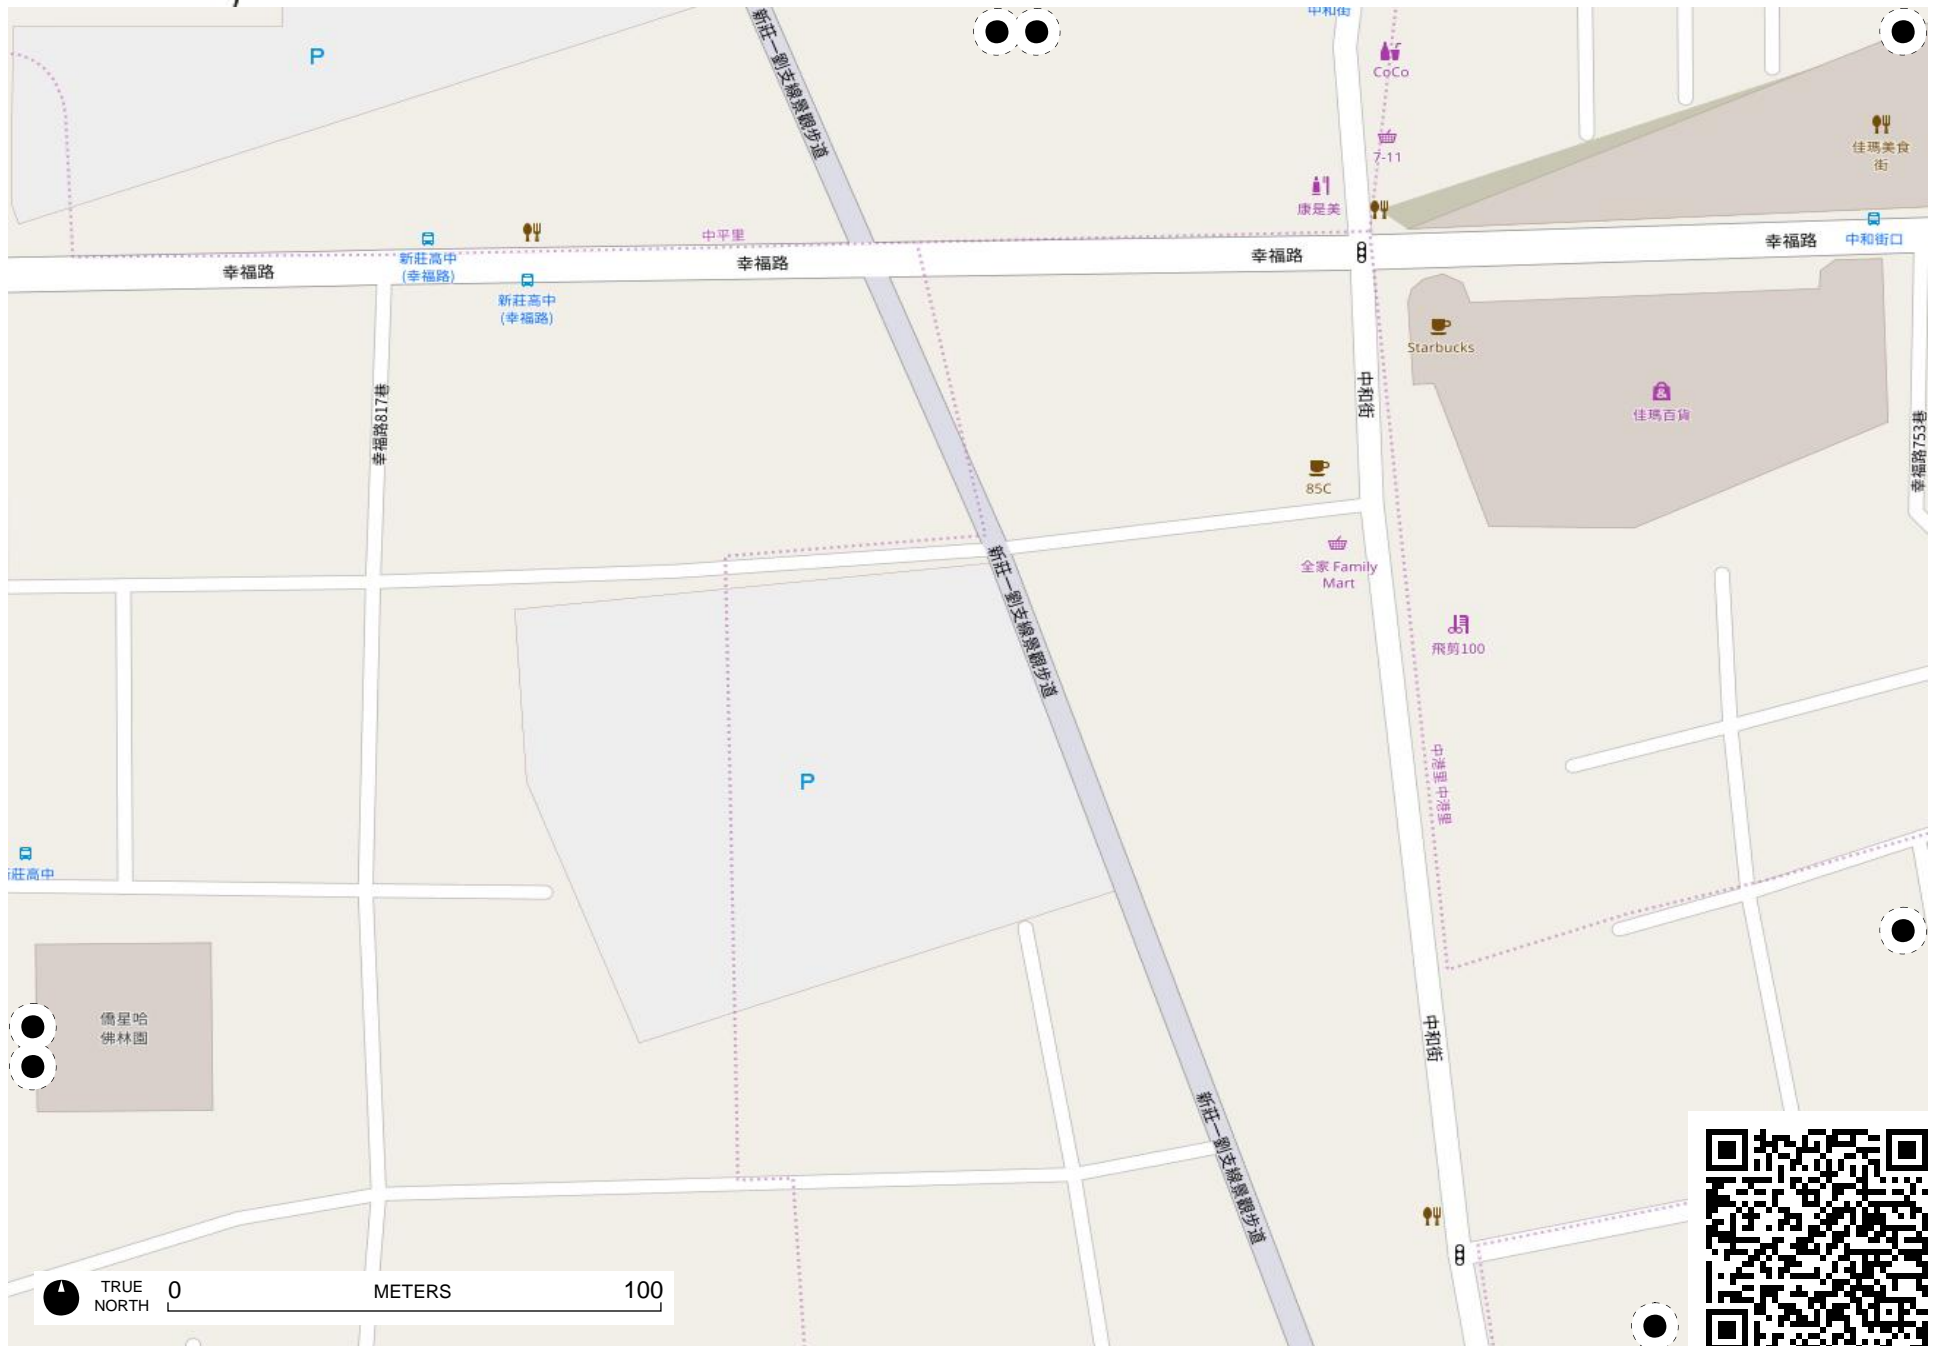 中和街
新莊一劉支線景觀步道
P
CoCo
7-11
佳瑪美食
街
康是美
中平里
幸福路
幸福路
幸福路
幸福路
中和街口
新莊高中
(幸福路)
新莊高中
(幸福路)
Starbucks
幸福路817巷
中和街
佳瑪百貨
幸福路753巷
85C
全家 Family
Mart
新莊一劉支線景觀步道
飛剪100
P
中港里 中港里
莊高中
僑星哈
佛林園
中和街
新莊一劉支線景觀步道
TRUE
NORTH
0
METERS
100